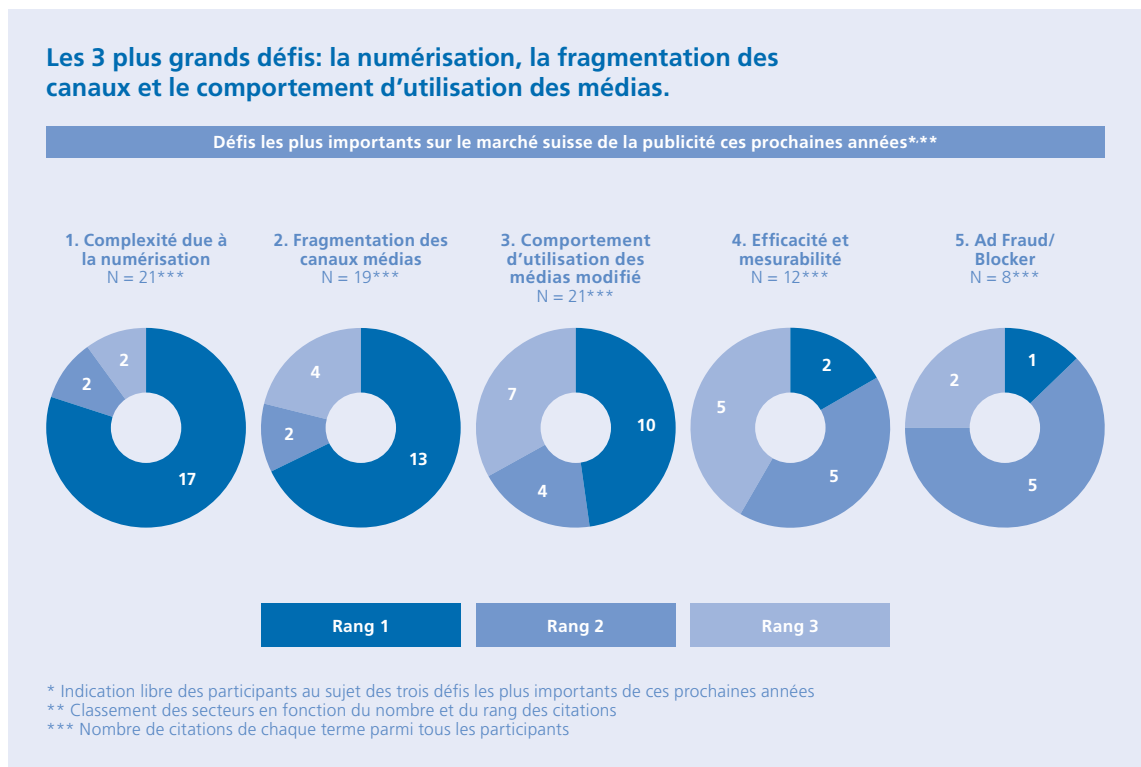 Les 3 plus grands défis: la numérisation, la fragmentation des
canaux et le comportement d’utilisation des médias.
Défis les plus importants sur le marché suisse de la publicité ces prochaines années*,**
1. Complexité due à
la numérisation
N = 21***
2
2
17
2. Fragmentation des
canaux médias
N = 19***
4
2
13
3. Comportement
d’utilisation des
médias modifié
N = 21***
7
10
4
4. Efficacité et
mesurabilité
N = 12***
2
5
5
5. Ad Fraud/
Blocker
N = 8***
1
2
5
Rang 1
Rang 2
Rang 3
* Indication libre des participants au sujet des trois défis les plus importants de ces prochaines années
** Classement des secteurs en fonction du nombre et du rang des citations
*** Nombre de citations de chaque terme parmi tous les participants